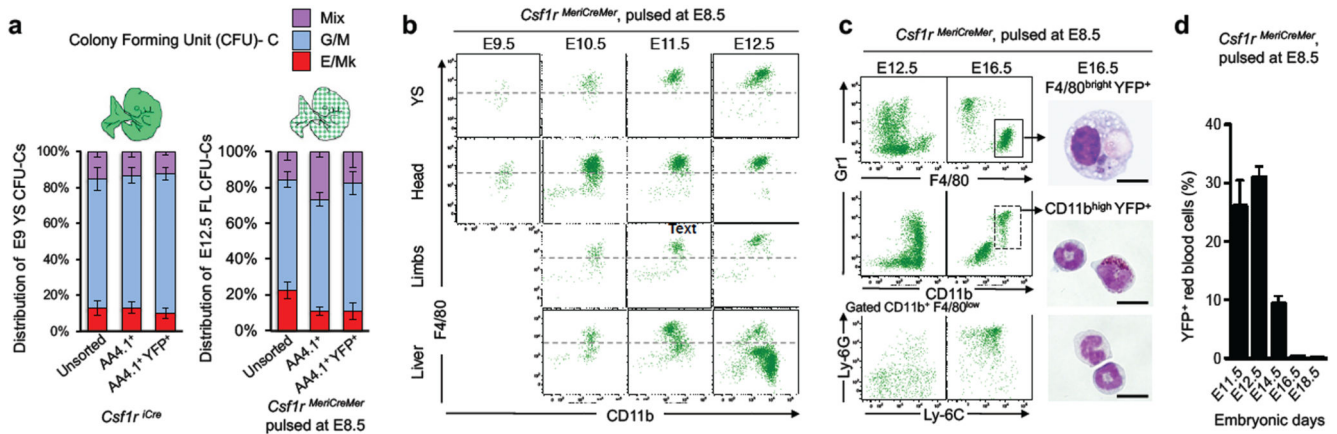 a
Colony Forming Unit (CFU)- C
Mix
G/M
E/Mk
Distribution of E9 YS CFU-Cs
100%
80%
60%
40%
20%
0%
Unsorted
AA4.1+
AA4.1+ YFP+
Csf1r iCre
Distribution of E12.5 FL CFU-Cs
100%
80%
60%
40%
20%
0%
Unsorted
AA4.1+
AA4.1+ YFP+
Csf1r MeriCreMer
pulsed at E8.5
b
Csf1r MeriCreMer, pulsed at E8.5
E9.5
E10.5
E11.5
E12.5
YS
Head
Text
Limbs
Liver
F4/80
CD11b
c
Csf1r MeriCreMer, pulsed at E8.5
E12.5
E16.5
E16.5
F4/80bright YFP+
Gr1
F4/80
CD11bhigh YFP+
CD11b
Gated CD11b+ F4/80low
Ly-6G
Ly-6C
d
Csf1r MeriCreMer,
pulsed at E8.5
YFP+ red blood cells (%)
40
30
20
10
0
E11.5
E12.5
E14.5
E16.5
E18.5
Embryonic days